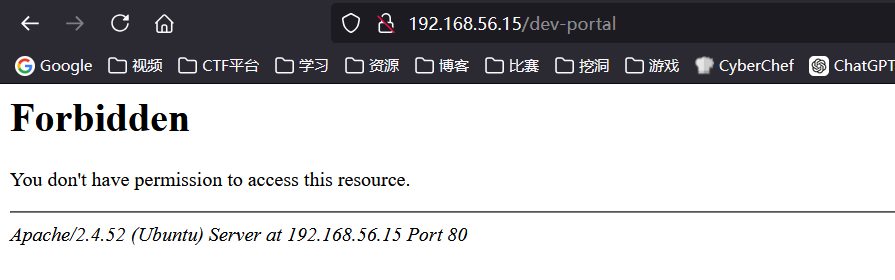 192.168.56.15/dev-portal
Google 视频 CTF平台 学习 资源 博客 比赛 挖洞 游戏 CyberChef ChatGPT
Forbidden
You don't have permission to access this resource.
Apache/2.4.52 (Ubuntu) Server at 192.168.56.15 Port 80